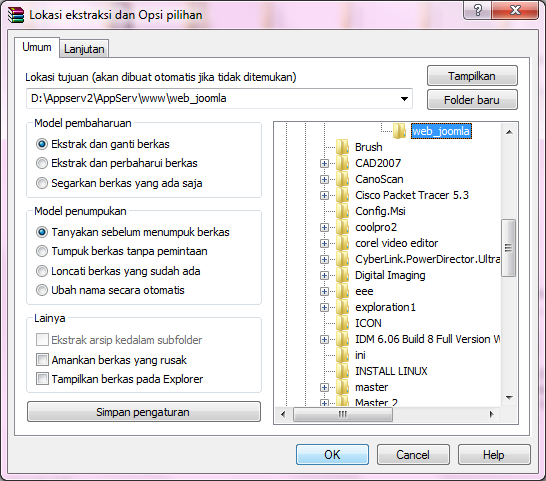 Lokasi ekstraksi dan Opsi pilihan
Umum
Lanjutan
Lokasi tujuan (akan dibuat otomatis jika tidak ditemukan)
Tampilkan
D:\Appserv2\AppServ\www\web_joomla
Folder baru
Model pembaharuan
Ekstrak dan ganti berkas
Ekstrak dan perbaharui berkas
Segarkan berkas yang ada saja
Model penumpukan
Tanyakan sebelum menumpuk berkas
Tumpuk berkas tanpa pemintaan
Loncati berkas yang sudah ada
Ubah nama secara otomatis
Lainya
Ekstrak arsip kedalam subfolder
Amankan berkas yang rusak
Tampilkan berkas pada Explorer
Simpan pengaturan
web_joomla
Brush
CAD2007
CanoScan
Cisco Packet Tracer 5.3
Config.Msi
coolpro2
corel video editor
CyberLink.PowerDirector.Ultra
Digital Imaging
eee
exploration1
ICON
IDM 6.06 Build 8 Full Version W
ini
INSTALL LINUX
master
Master 2
OK
Cancel
Help